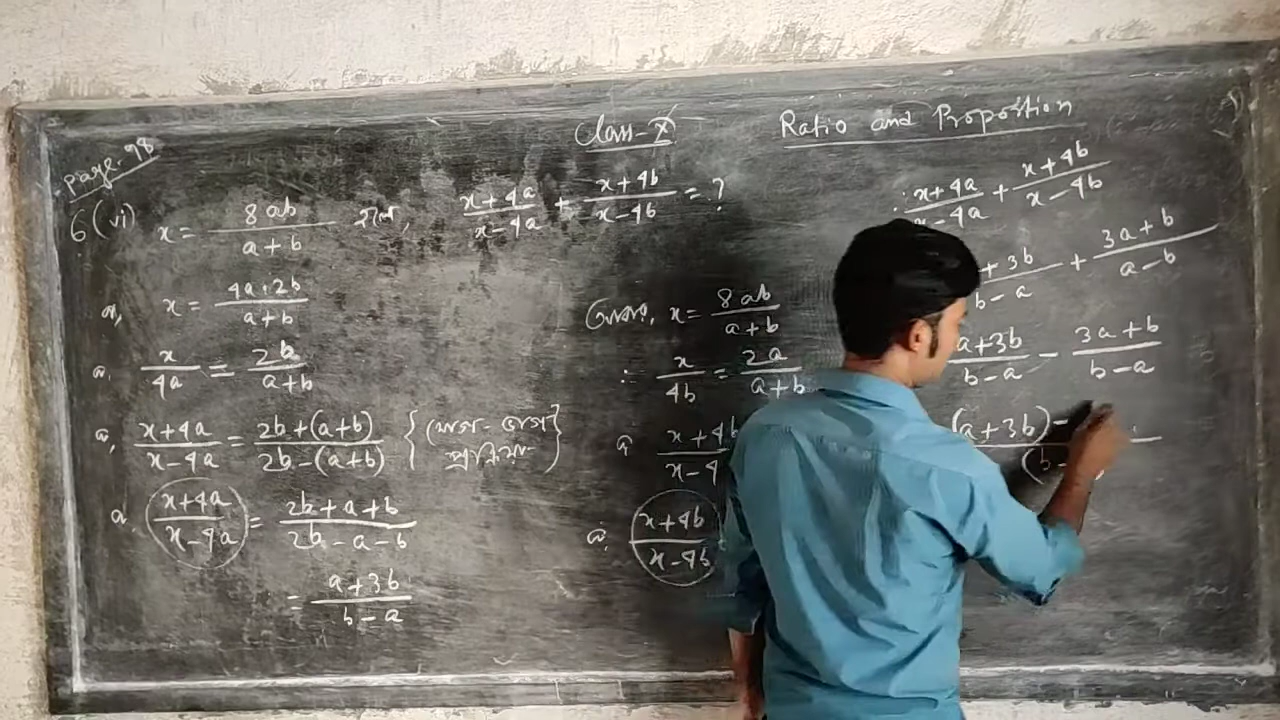 Class-X
Ratio and Proportion
page-98
6(vi) x = 8ab / a+b হলে, x+4a / x-4a + x+4b / x-4b = ?
বা, x = 4a·2b / a+b
বা, x / 4a = 2b / a+b
বা, x+4a / x-4a = 2b+(a+b) / 2b-(a+b) {যোগ-ভাগ
প্রক্রিয়া}
বা, x+4a / x-4a = 2b+a+b / 2b-a-b
= a+3b / b-a
আবার, x = 8ab / a+b
∴ x / 4b = 2a / a+b
বা x+4b / x-4
বা, x+4b / x-4b
∴ x+4a / x-4a + x+4b / x-4b
+3b / b-a + 3a+b / a-b
a+3b / b-a - 3a+b / b-a
(a+3b)- / (b-